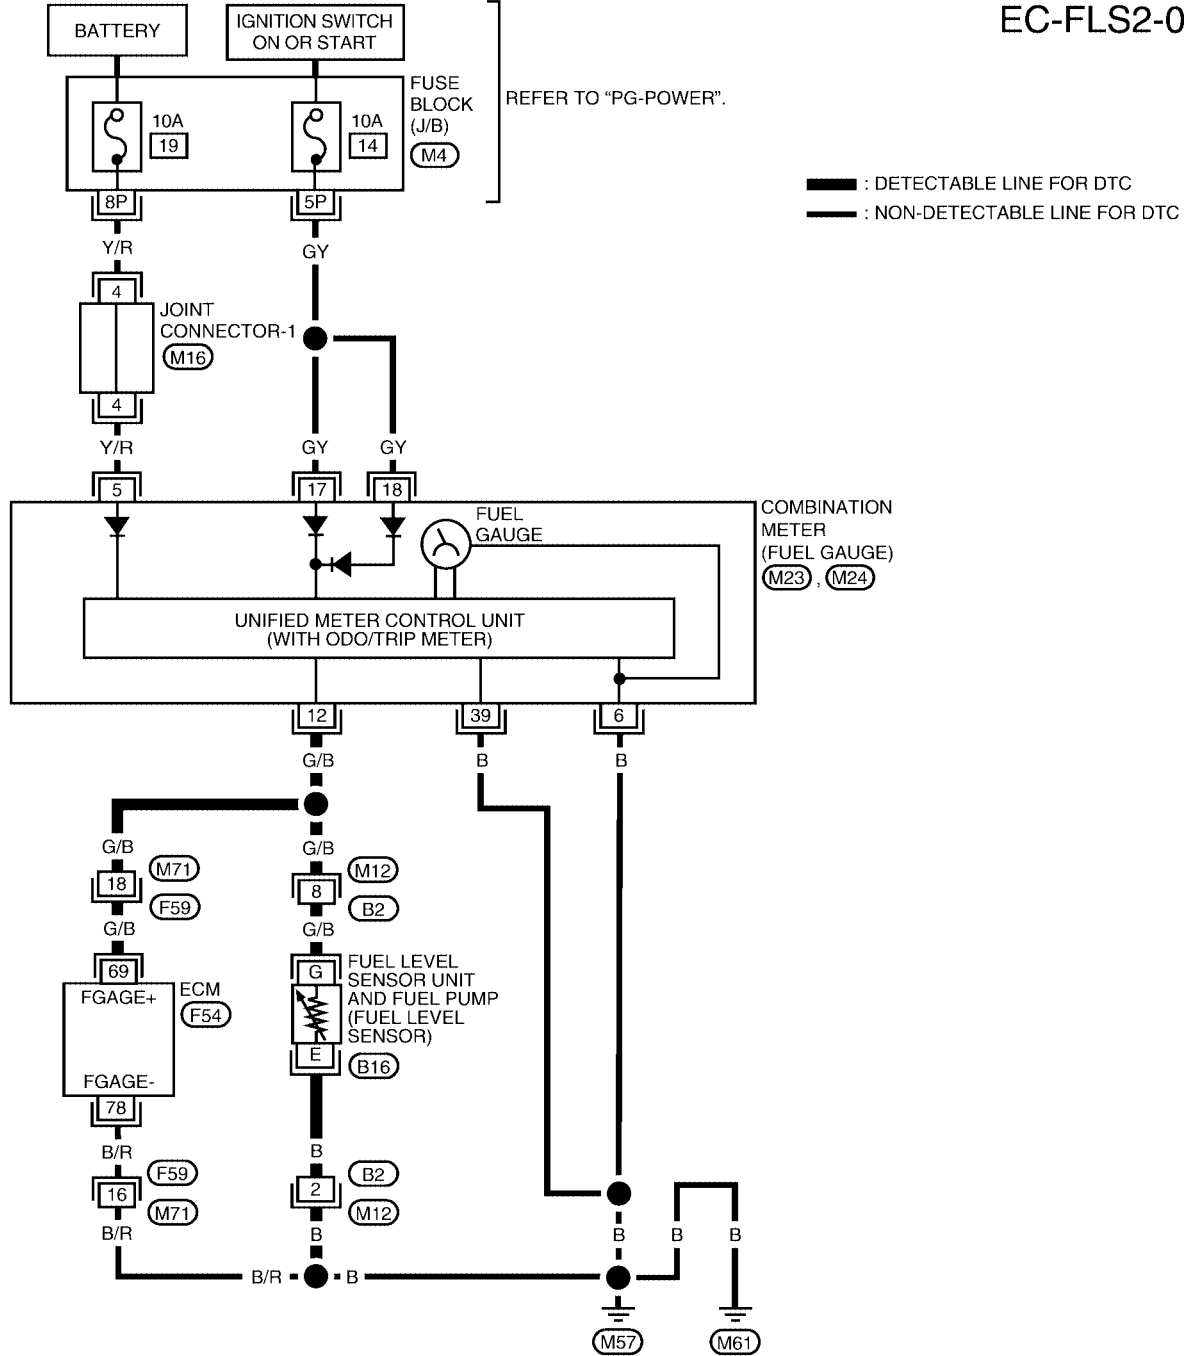 EC-FLS2-0
BATTERY
IGNITION SWITCH
ON OR START
FUSE
BLOCK
(J/B)
M4
REFER TO “PG-POWER”.
10A
19
10A
14
8P
5P
: DETECTABLE LINE FOR DTC
: NON-DETECTABLE LINE FOR DTC
Y/R
GY
4
JOINT
CONNECTOR-1
M16
4
Y/R
GY
GY
5
17
18
FUEL
GAUGE
COMBINATION
METER
(FUEL GAUGE)
M23 , M24
UNIFIED METER CONTROL UNIT
(WITH ODO/TRIP METER)
12
39
6
G/B
B
B
G/B
G/B
18
M71
F59
8
M12
B2
G/B
G/B
69
FGAGE+
ECM
F54
FGAGE-
78
G
FUEL LEVEL
SENSOR UNIT
AND FUEL PUMP
(FUEL LEVEL
SENSOR)
E
B16
B/R
B
F59
16
M71
B2
2
M12
B/R
B
B
B
B
B/R
B
M57
M61